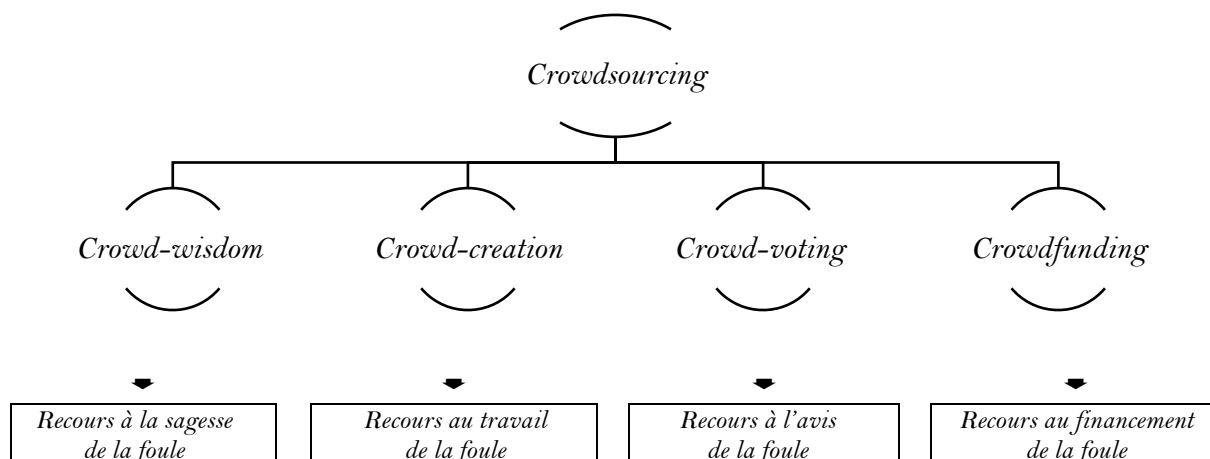 Crowdsourcing
Crowd-wisdom
Crowd-creation
Crowd-voting
Crowdfunding
Recours à la sagesse
de la foule
Recours au travail
de la foule
Recours à l'avis
de la foule
Recours au financement
de la foule